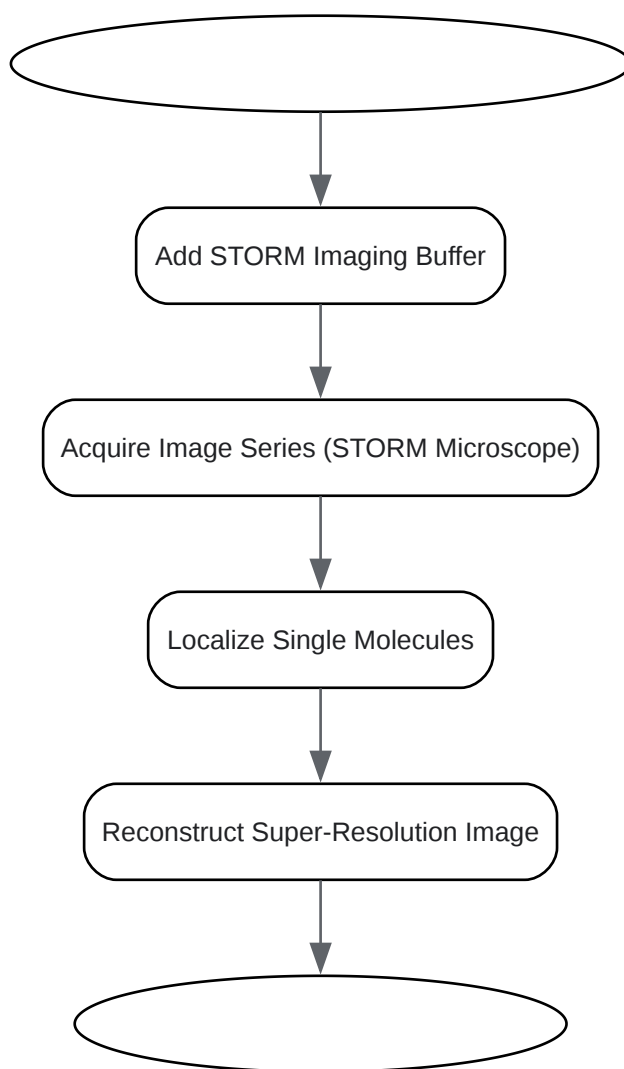 Add STORM Imaging Buffer
Acquire Image Series (STORM Microscope)
Localize Single Molecules
Reconstruct Super-Resolution Image